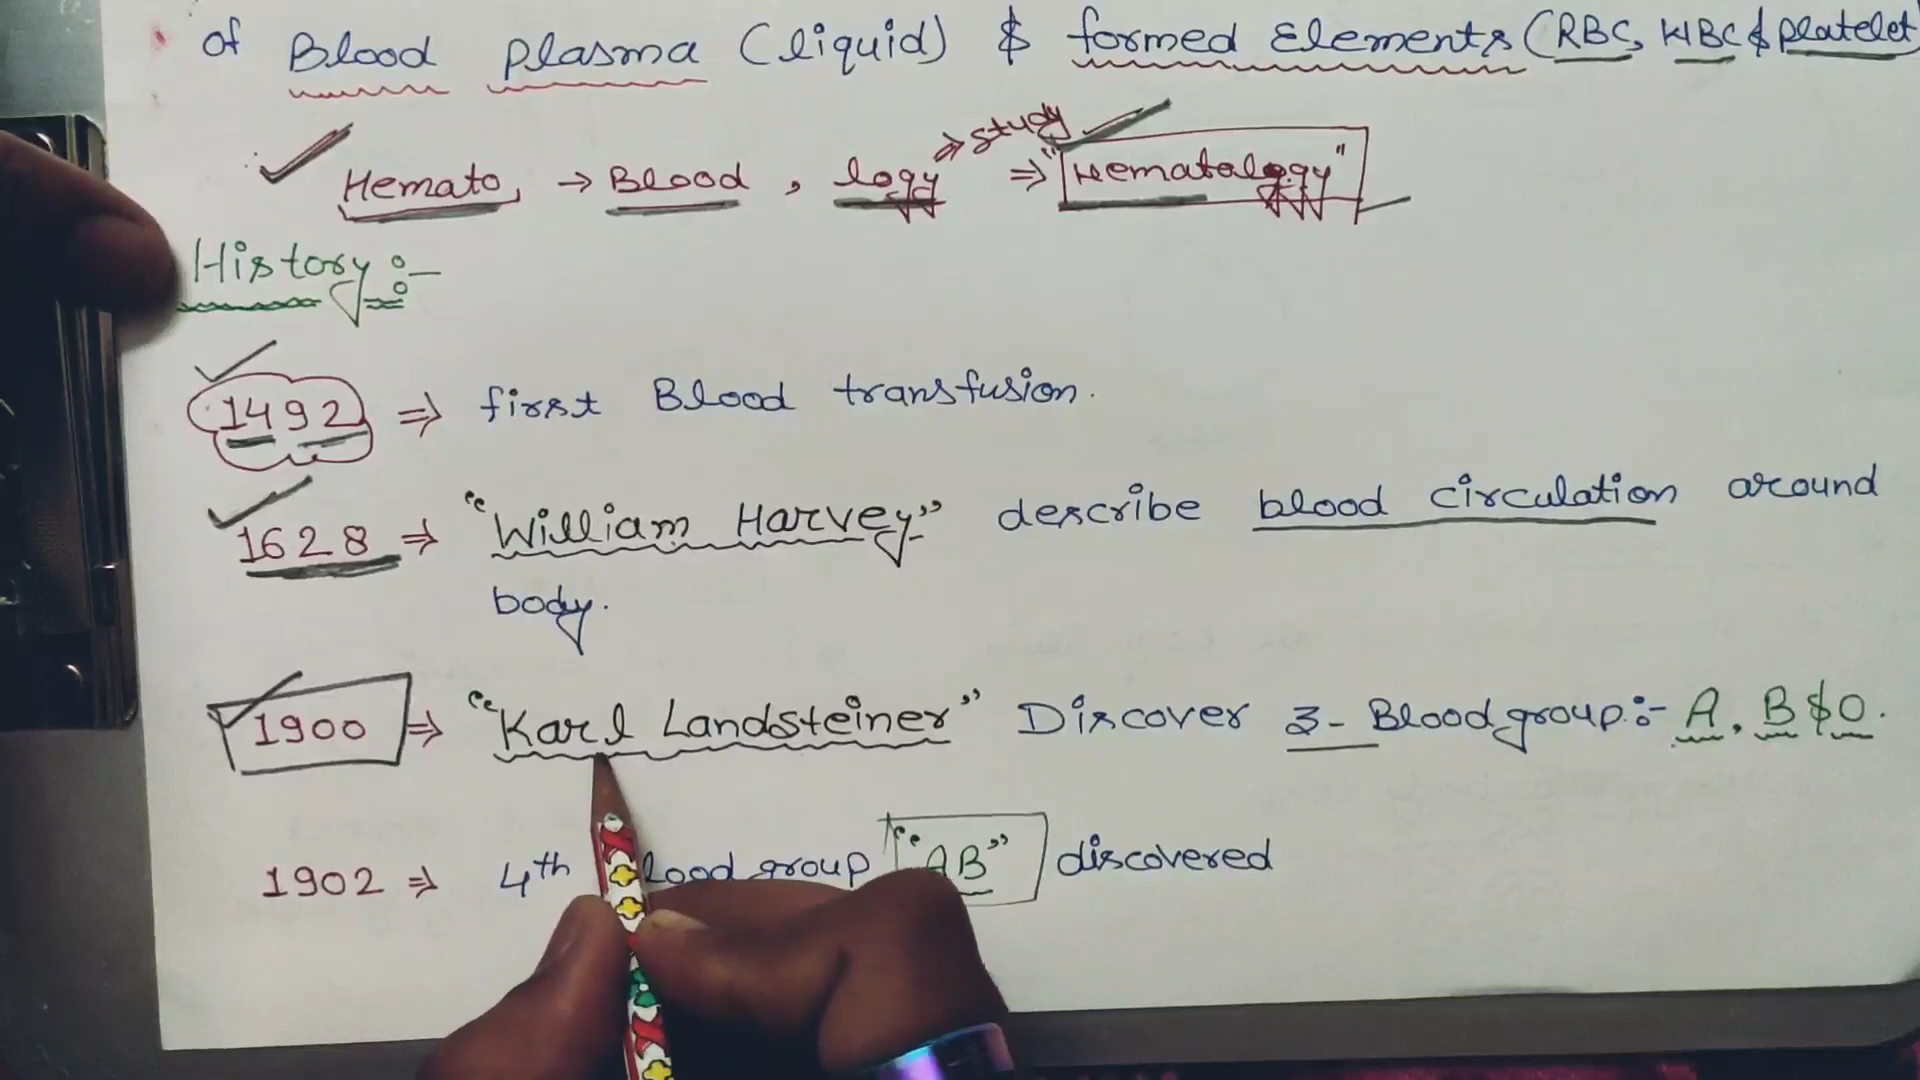 of Blood plasma (liquid) & formed Elements (RBC, WBC & platelet
Hemato, → Blood, logy ⇒ study ⇒ "Hematology"
History :-
1492 ⇒ first Blood transfusion.
1628 ⇒ "William Harvey" describe blood circulation around
body.
1900 ⇒ "Karl Landsteiner" Discover 3- Blood group :- A, B & O.
1902 ⇒ 4th lood group "AB" discovered